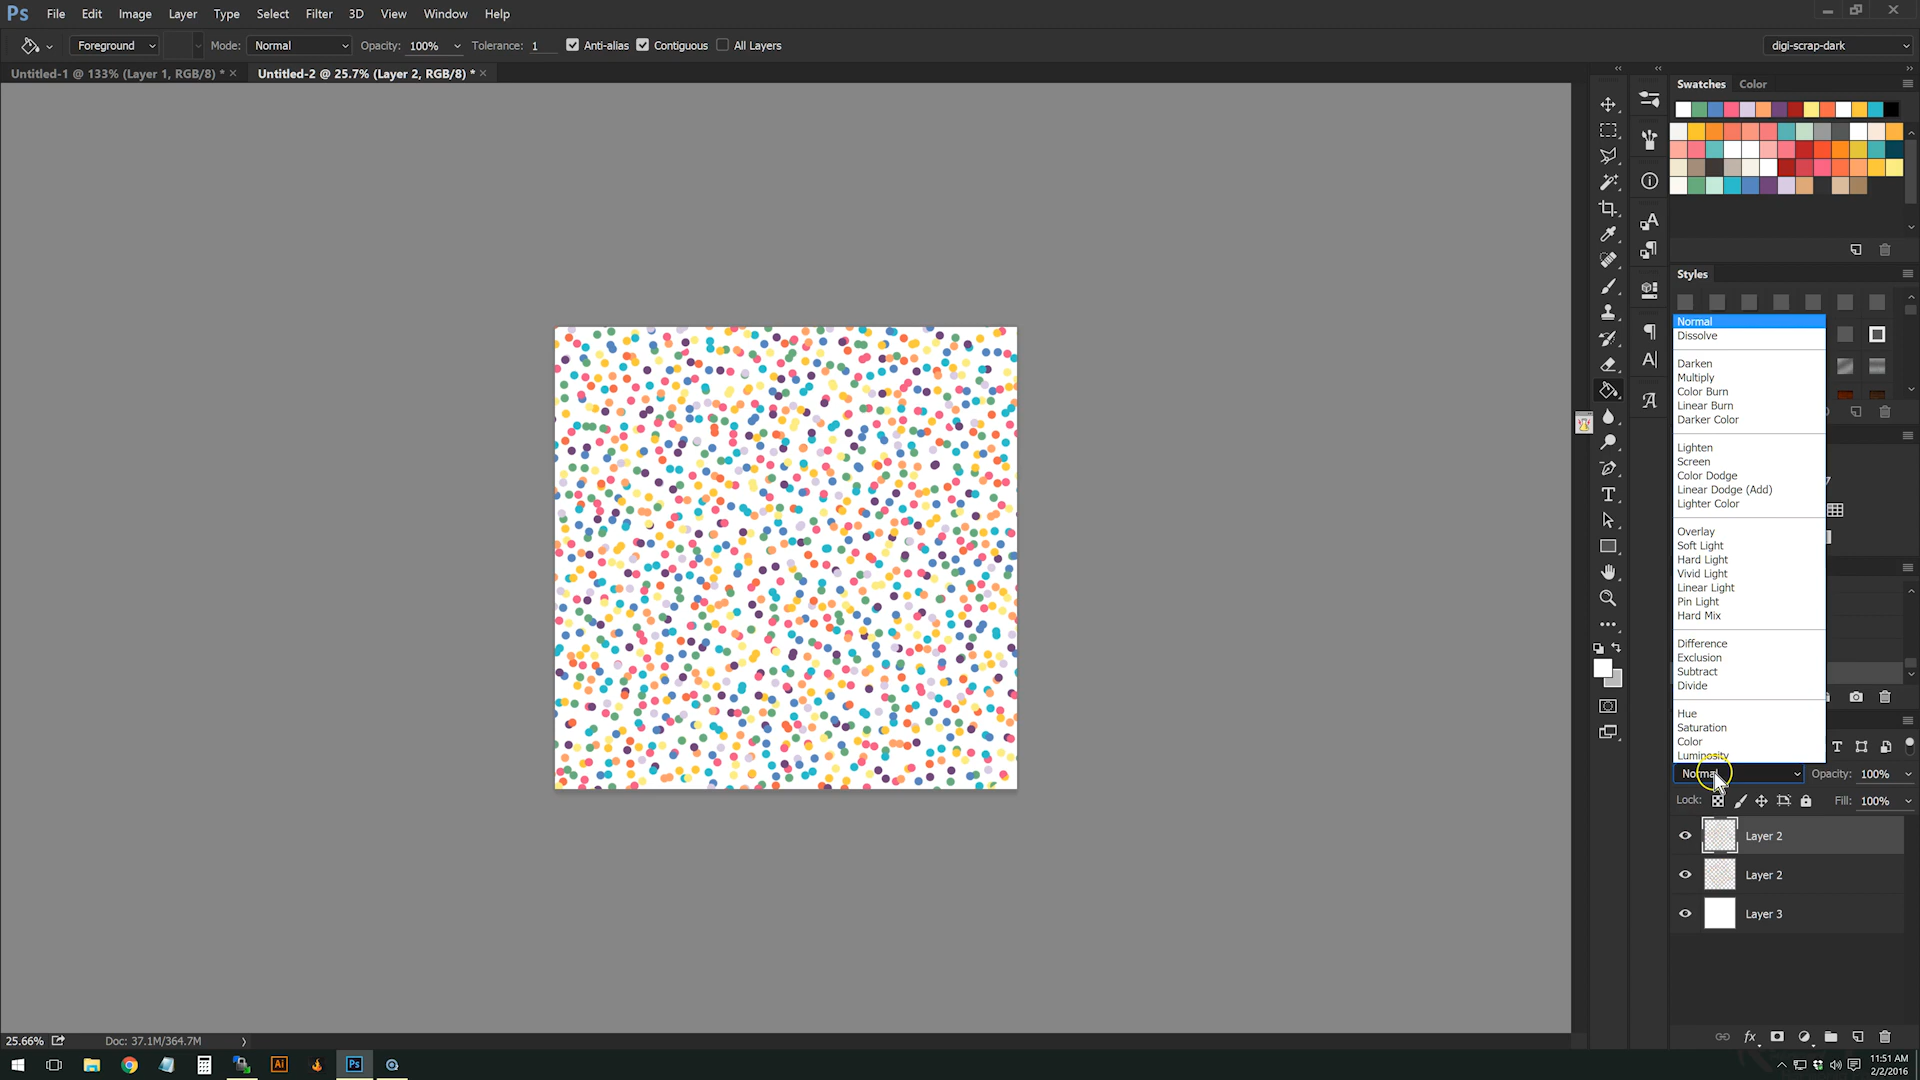 Ps File Edit Image Layer Type Select Filter 3D View Window Help
Foreground Mode: Normal Opacity: 100% Tolerance: 1 Anti-alias Contiguous All Layers digi-scrap-dark
Untitled-1 @ 133% (Layer 1, RGB/8) * × Untitled-2 @ 25.7% (Layer 2, RGB/8) * ×
Swatches Color
Styles
Normal
Dissolve
Darken
Multiply
Color Burn
Linear Burn
Darker Color
Lighten
Screen
Color Dodge
Linear Dodge (Add)
Lighter Color
Overlay
Soft Light
Hard Light
Vivid Light
Linear Light
Pin Light
Hard Mix
Difference
Exclusion
Subtract
Divide
Hue
Saturation
Color
Luminosity
Normal Opacity: 100%
Lock: Fill: 100%
Layer 2
Layer 2
Layer 3
25.66% Doc: 37.1M/364.7M
Ai Ps
11:51 AM
2/2/2016